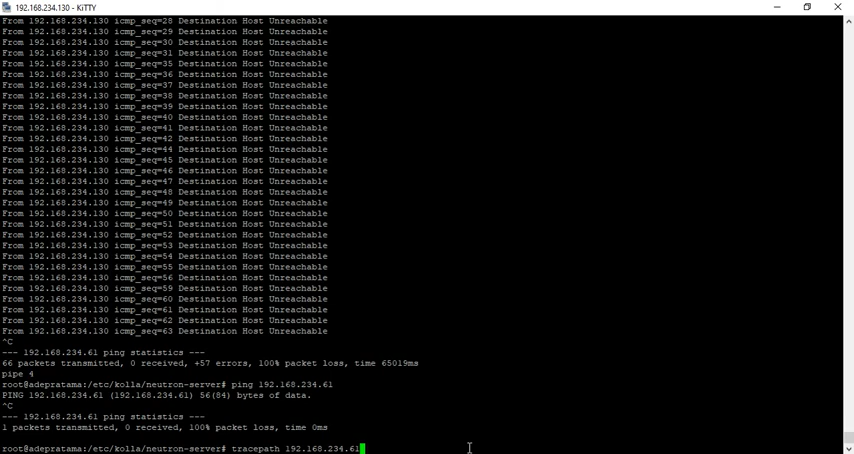 192.168.234.130 - KiTTY
From 192.168.234.130 icmp_seq=28 Destination Host Unreachable
From 192.168.234.130 icmp_seq=29 Destination Host Unreachable
From 192.168.234.130 icmp_seq=30 Destination Host Unreachable
From 192.168.234.130 icmp_seq=31 Destination Host Unreachable
From 192.168.234.130 icmp_seq=35 Destination Host Unreachable
From 192.168.234.130 icmp_seq=36 Destination Host Unreachable
From 192.168.234.130 icmp_seq=37 Destination Host Unreachable
From 192.168.234.130 icmp_seq=38 Destination Host Unreachable
From 192.168.234.130 icmp_seq=39 Destination Host Unreachable
From 192.168.234.130 icmp_seq=40 Destination Host Unreachable
From 192.168.234.130 icmp_seq=41 Destination Host Unreachable
From 192.168.234.130 icmp_seq=42 Destination Host Unreachable
From 192.168.234.130 icmp_seq=44 Destination Host Unreachable
From 192.168.234.130 icmp_seq=45 Destination Host Unreachable
From 192.168.234.130 icmp_seq=46 Destination Host Unreachable
From 192.168.234.130 icmp_seq=47 Destination Host Unreachable
From 192.168.234.130 icmp_seq=48 Destination Host Unreachable
From 192.168.234.130 icmp_seq=49 Destination Host Unreachable
From 192.168.234.130 icmp_seq=50 Destination Host Unreachable
From 192.168.234.130 icmp_seq=51 Destination Host Unreachable
From 192.168.234.130 icmp_seq=52 Destination Host Unreachable
From 192.168.234.130 icmp_seq=53 Destination Host Unreachable
From 192.168.234.130 icmp_seq=54 Destination Host Unreachable
From 192.168.234.130 icmp_seq=55 Destination Host Unreachable
From 192.168.234.130 icmp_seq=56 Destination Host Unreachable
From 192.168.234.130 icmp_seq=59 Destination Host Unreachable
From 192.168.234.130 icmp_seq=60 Destination Host Unreachable
From 192.168.234.130 icmp_seq=61 Destination Host Unreachable
From 192.168.234.130 icmp_seq=62 Destination Host Unreachable
From 192.168.234.130 icmp_seq=63 Destination Host Unreachable
^C
--- 192.168.234.61 ping statistics ---
66 packets transmitted, 0 received, +57 errors, 100% packet loss, time 65019ms
pipe 4
root@adepratama:/etc/kolla/neutron-server# ping 192.168.234.61
PING 192.168.234.61 (192.168.234.61) 56(84) bytes of data.
^C
--- 192.168.234.61 ping statistics ---
1 packets transmitted, 0 received, 100% packet loss, time 0ms
root@adepratama:/etc/kolla/neutron-server# tracepath 192.168.234.61